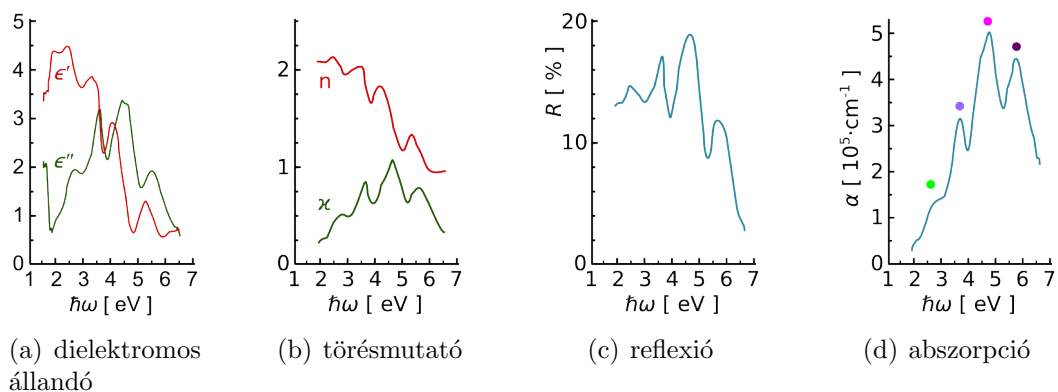 5
4
3
2
1
0
ϵ′
ϵ″
1 2 3 4 5 6 7
ħω [ eV ]
(a) dielektromos
állandó
2
1
0
n
ϰ
1 2 3 4 5 6 7
ħω [ eV ]
(b) törésmutató
20
10
0
R [ % ]
1 2 3 4 5 6 7
ħω [ eV ]
(c) reflexió
5
4
3
2
1
0
α [ 10⁵·cm⁻¹ ]
1 2 3 4 5 6 7
ħω [ eV ]
(d) abszorpció